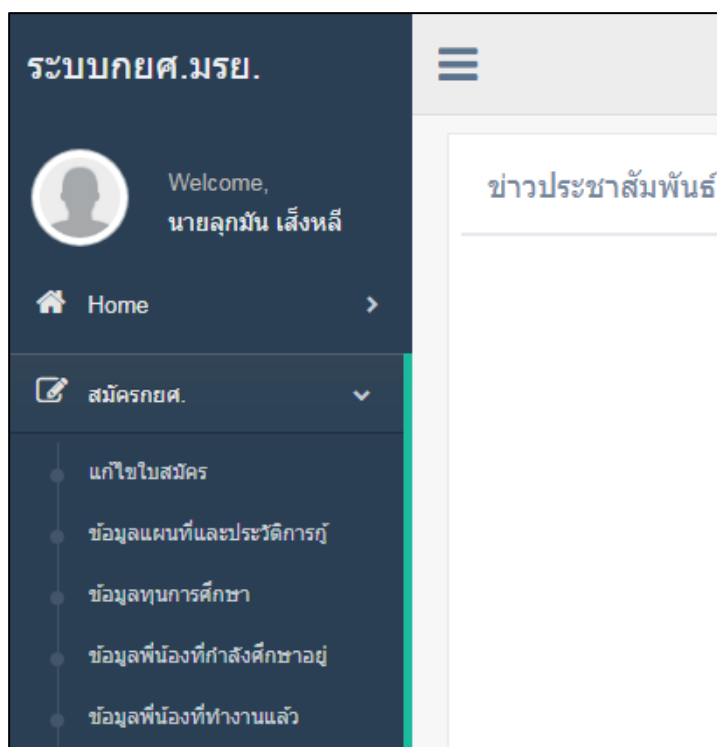 ระบบกยศ.มรย.
Welcome,
นายลุกมัน เส็งหลี
Home
สมัครกยศ.
แก้ไขใบสมัคร
ข้อมูลแผนที่และประวัติการกู้
ข้อมูลทุนการศึกษา
ข้อมูลพี่น้องที่กำลังศึกษาอยู่
ข้อมูลพี่น้องที่ทำงานแล้ว
ข่าวประชาสัมพันธ์